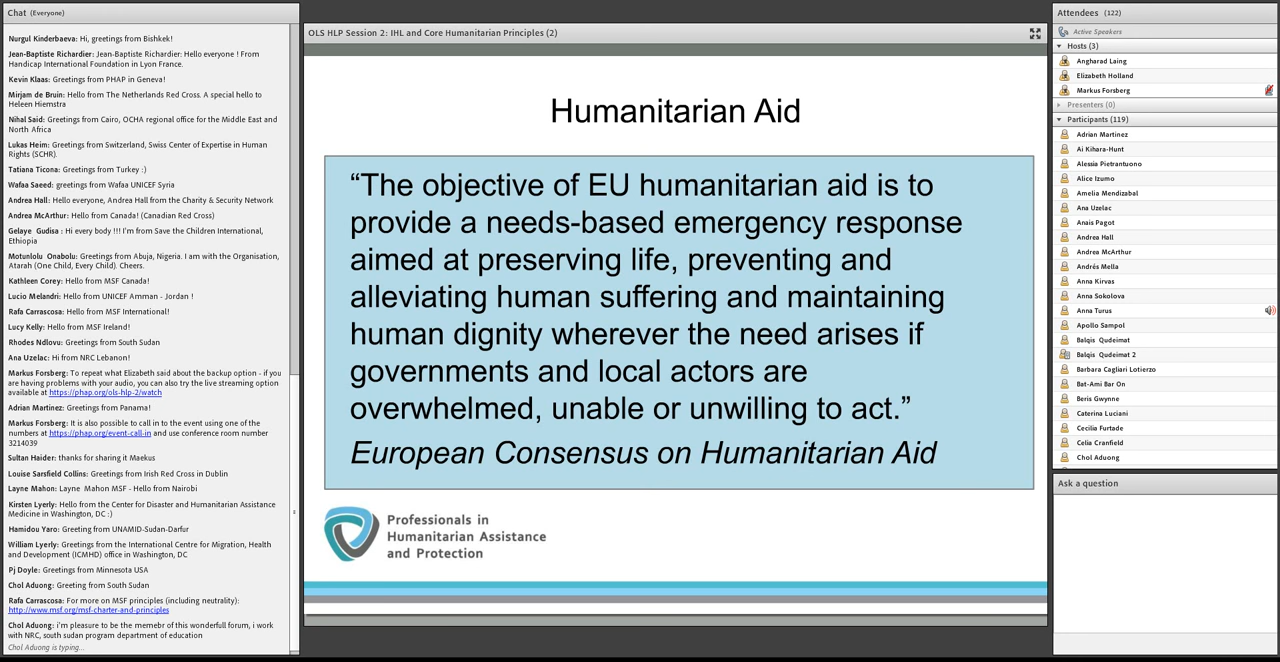 Chat (Everyone)
Nurgul Kinderbaeva: Hi, greetings from Bishkek!
Jean-Baptiste Richardier: Jean-Baptiste Richardier: Hello everyone ! From
Handicap International Foundation in Lyon France.
Kevin Klaas: Greetings from PHAP in Geneva!
Mirjam de Bruin: Hello from The Netherlands Red Cross. A special hello to
Heleen Hiemstra
Nihal Said: Greetings from Cairo, OCHA regional office for the Middle East and
North Africa
Lukas Heim: Greetings from Switzerland, Swiss Center of Expertise in Human
Rights (SCHR).
Tatiana Ticona: Greetings from Turkey :)
Wafaa Saeed: greetings from Wafaa UNICEF Syria
Andrea Hall: Hello everyone, Andrea Hall from the Charity & Security Network
Andrea McArthur: Hello from Canada! (Canadian Red Cross)
Gelaye Gudisa : Hi every body !!! I'm from Save the Children International,
Ethiopia
Motunlolu Onabolu: Greetings from Abuja, Nigeria. I am with the Organisation,
Atarah (One Child, Every Child). Cheers.
Kathleen Corey: Hello from MSF Canada!
Lucio Melandri: Hello from UNICEF Amman - Jordan !
Rafa Carrascosa: Hello from MSF International!
Lucy Kelly: Hello from MSF Ireland!
Rhodes Ndlovu: Greetings from South Sudan
Ana Uzelac: Hi from NRC Lebanon!
Markus Forsberg: To repeat what Elizabeth said about the backup option - if you
are having problems with your audio, you can also try the live streaming option
available at https://phap.org/ols-hlp-2/watch
Adrian Martinez: Greetings from Panama!
Markus Forsberg: It is also possible to call in to the event using one of the
numbers at https://phap.org/event-call-in and use conference room number
3214039
Sultan Haider: thanks for sharing it Maekus
Louise Sarsfield Collins: Greetings from Irish Red Cross in Dublin
Layne Mahon: Layne Mahon MSF - Hello from Nairobi
Kirsten Lyerly: Hello from the Center for Disaster and Humanitarian Assistance
Medicine in Washington, DC :)
Hamidou Yaro: Greeting from UNAMID-Sudan-Darfur
William Lyerly: Greetings from the International Centre for Migration, Health
and Development (ICMHD) office in Washington, DC
Pj Doyle: Greetings from Minnesota USA
Chol Aduong: Greeting from South Sudan
Rafa Carrascosa: For more on MSF principles (including neutrality):
http://www.msf.org/msf-charter-and-principles
Chol Aduong: i'm pleasure to be the memebr of this wonderfull forum, i work
with NRC, south sudan program department of education
Chol Aduong is typing...
OLS HLP Session 2: IHL and Core Humanitarian Principles (2)
Humanitarian Aid
“The objective of EU humanitarian aid is to
provide a needs-based emergency response
aimed at preserving life, preventing and
alleviating human suffering and maintaining
human dignity wherever the need arises if
governments and local actors are
overwhelmed, unable or unwilling to act.”
European Consensus on Humanitarian Aid
Professionals in
Humanitarian Assistance
and Protection
Attendees (122)
Active Speakers
Hosts (3)
Angharad Laing
Elizabeth Holland
Markus Forsberg
Presenters (0)
Participants (119)
Adrian Martinez
Ai Kihara-Hunt
Alessia Pietrantuono
Alice Izumo
Amelia Mendizabal
Ana Uzelac
Anais Pagot
Andrea Hall
Andrea McArthur
Andrés Mella
Anna Kirvas
Anna Sokolova
Anna Turus
Apollo Sampol
Balqis Qudeimat
Balqis Qudeimat 2
Barbara Cagliari Lotierzo
Bat-Ami Bar On
Beris Gwynne
Caterina Luciani
Cecilia Furtade
Celia Cranfield
Chol Aduong
Ask a question